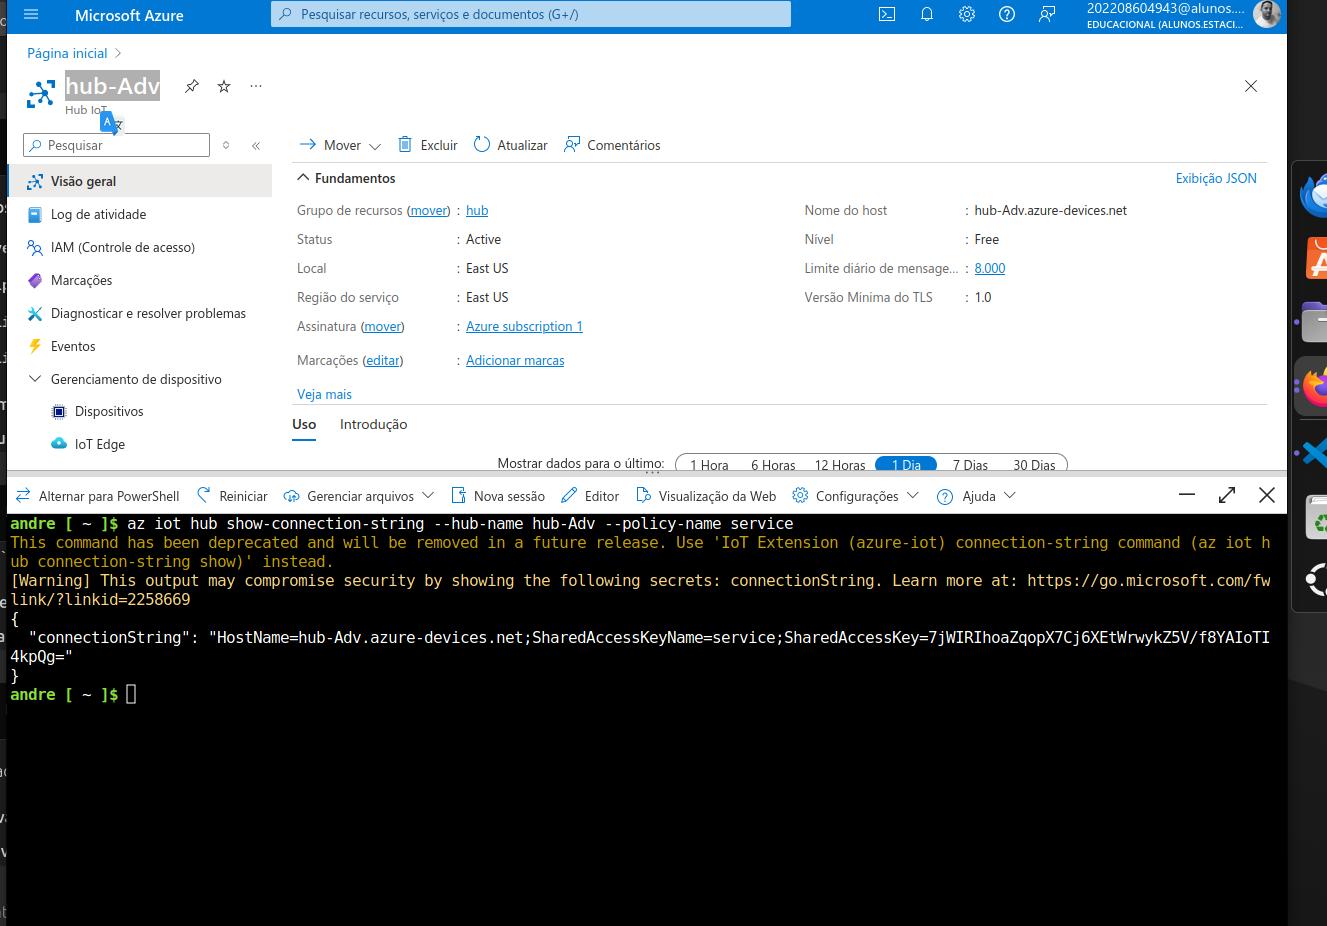 Microsoft Azure
Pesquisar recursos, serviços e documentos (G+/)
202208604943@alunos....
EDUCACIONAL (ALUNOS.ESTACI...
Página inicial
hub-Adv
Hub IoT
Pesquisar
Mover
Excluir
Atualizar
Comentários
Visão geral
Log de atividade
IAM (Controle de acesso)
Marcações
Diagnosticar e resolver problemas
Eventos
Gerenciamento de dispositivo
Dispositivos
IoT Edge
Fundamentos
Exibição JSON
Grupo de recursos (mover) : hub
Status : Active
Local : East US
Região do serviço : East US
Assinatura (mover) : Azure subscription 1
Marcações (editar) : Adicionar marcas
Nome do host : hub-Adv.azure-devices.net
Nível : Free
Limite diário de mensage... : 8.000
Versão Mínima do TLS : 1.0
Veja mais
Uso Introdução
Mostrar dados para o último: 1 Hora 6 Horas 12 Horas 1 Dia 7 Dias 30 Dias
Alternar para PowerShell Reiniciar Gerenciar arquivos Nova sessão Editor Visualização da Web Configurações Ajuda
andre [ ~ ]$ az iot hub show-connection-string --hub-name hub-Adv --policy-name service
This command has been deprecated and will be removed in a future release. Use 'IoT Extension (azure-iot) connection-string command (az iot h
ub connection-string show)' instead.
[Warning] This output may compromise security by showing the following secrets: connectionString. Learn more at: https://go.microsoft.com/fw
link/?linkid=2258669
{
"connectionString": "HostName=hub-Adv.azure-devices.net;SharedAccessKeyName=service;SharedAccessKey=7jWIRIhoaZqopX7Cj6XEtWrwykZ5V/f8YAIoTI
4kpQg="
}
andre [ ~ ]$